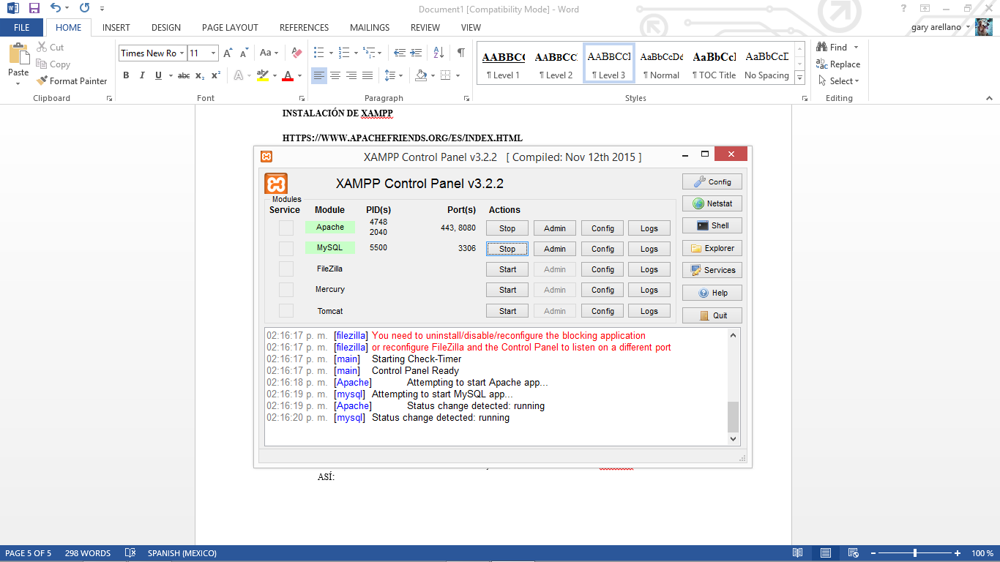 Document1 [Compatibility Mode] - Word
FILE HOME INSERT DESIGN PAGE LAYOUT REFERENCES MAILINGS REVIEW VIEW gary arellano
Paste
Cut
Copy
Format Painter
Clipboard
Times New Ro 11
Aa
B I U abc x₂ x²
A A
Font
Paragraph
AABBCC AABBCC AABBCCI AaBbCcDd AaBbCcI AaBbCcD
¶ Level 1 ¶ Level 2 ¶ Level 3 ¶ Normal ¶ TOC Title No Spacing
Styles
Find
Replace
Select
Editing
INSTALACIÓN DE XAMPP
HTTPS://WWW.APACHEFRIENDS.ORG/ES/INDEX.HTML
XAMPP Control Panel v3.2.2 [ Compiled: Nov 12th 2015 ]
XAMPP Control Panel v3.2.2
Modules
Service Module PID(s) Port(s) Actions
Apache 4748 2040 443, 8080 Stop Admin Config Logs
MySQL 5500 3306 Stop Admin Config Logs
FileZilla Start Admin Config Logs
Mercury Start Admin Config Logs
Tomcat Start Admin Config Logs
Config
Netstat
Shell
Explorer
Services
Help
Quit
02:16:17 p. m. [filezilla] You need to uninstall/disable/reconfigure the blocking application
02:16:17 p. m. [filezilla] or reconfigure FileZilla and the Control Panel to listen on a different port
02:16:17 p. m. [main] Starting Check-Timer
02:16:17 p. m. [main] Control Panel Ready
02:16:18 p. m. [Apache] Attempting to start Apache app...
02:16:19 p. m. [mysql] Attempting to start MySQL app...
02:16:19 p. m. [Apache] Status change detected: running
02:16:20 p. m. [mysql] Status change detected: running
ASÍ:
PAGE 5 OF 5 298 WORDS SPANISH (MEXICO) 100 %